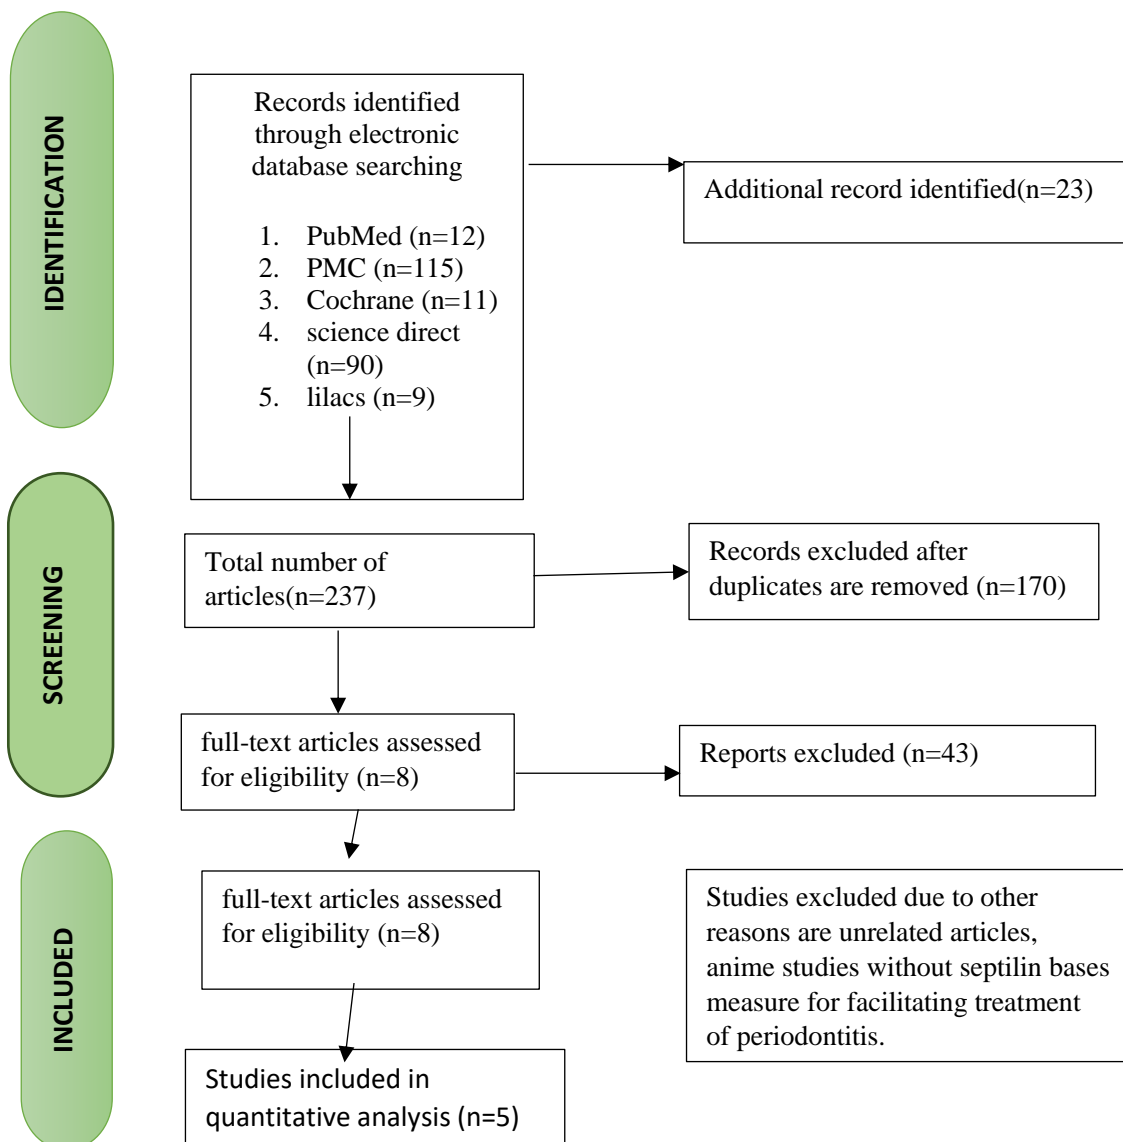 IDENTIFICATION
Records identified
through electronic
database searching
1. PubMed (n=12)
2. PMC (n=115)
3. Cochrane (n=11)
4. science direct
(n=90)
5. lilacs (n=9)
Additional record identified(n=23)
SCREENING
Total number of
articles(n=237)
Records excluded after
duplicates are removed (n=170)
full-text articles assessed
for eligibility (n=8)
Reports excluded (n=43)
INCLUDED
full-text articles assessed
for eligibility (n=8)
Studies excluded due to other
reasons are unrelated articles,
anime studies without septilin bases
measure for facilitating treatment
of periodontitis.
Studies included in
quantitative analysis (n=5)